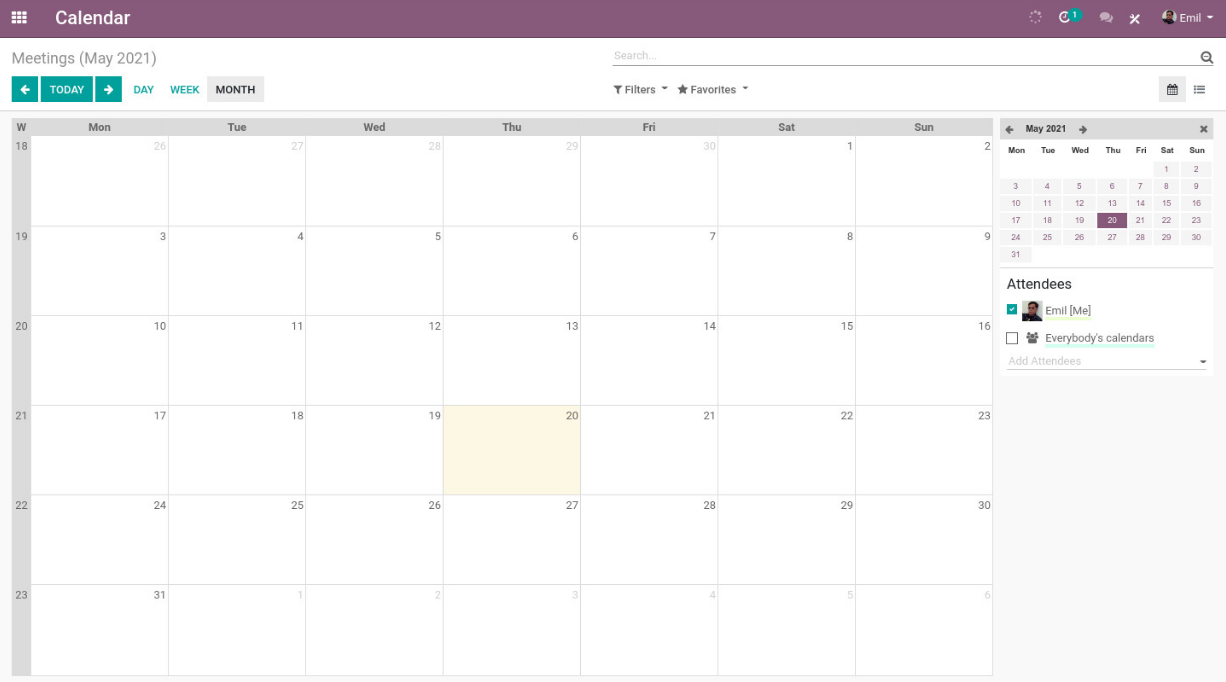 Calendar 1 Emil
Meetings (May 2021) Search...
TODAY DAY WEEK MONTH Filters Favorites
W Mon Tue Wed Thu Fri Sat Sun
18 26 27 28 29 30 1 2
19 3 4 5 6 7 8 9
20 10 11 12 13 14 15 16
21 17 18 19 20 21 22 23
22 24 25 26 27 28 29 30
23 31 1 2 3 4 5 6
May 2021
Mon Tue Wed Thu Fri Sat Sun
1 2
3 4 5 6 7 8 9
10 11 12 13 14 15 16
17 18 19 20 21 22 23
24 25 26 27 28 29 30
31
Attendees
Emil [Me]
Everybody's calendars
Add Attendees